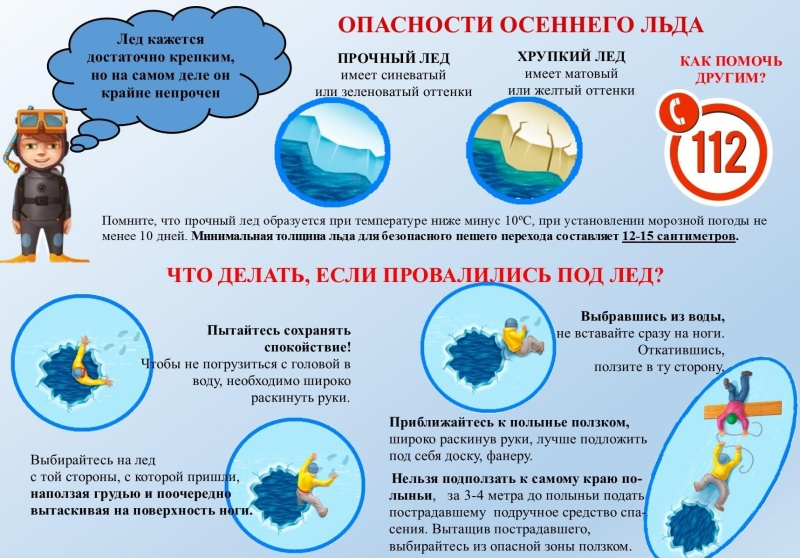 Лед кажется
достаточно крепким,
но на самом деле он
крайне непрочен
ОПАСНОСТИ ОСЕННЕГО ЛЬДА
ПРОЧНЫЙ ЛЕД
имеет синеватый
или зеленоватый оттенки
ХРУПКИЙ ЛЕД
имеет матовый
или желтый оттенки
КАК ПОМОЧЬ
ДРУГИМ?
112
Помните, что прочный лед образуется при температуре ниже минус 10ºС, при установлении морозной погоды не
менее 10 дней. Минимальная толщина льда для безопасного пешего перехода составляет 12-15 сантиметров.
ЧТО ДЕЛАТЬ, ЕСЛИ ПРОВАЛИЛИСЬ ПОД ЛЕД?
Пытайтесь сохранять
спокойствие!
Чтобы не погрузиться с головой в
воду, необходимо широко
раскинуть руки.
Выбирайтесь на лед
с той стороны, с которой пришли,
наползая грудью и поочередно
вытаскивая на поверхность ноги.
Выбравшись из воды,
не вставайте сразу на ноги.
Откатившись,
ползите в ту сторону,
Приближайтесь к полынье ползком,
широко раскинув руки, лучше подложить
под себя доску, фанеру.
Нельзя подползать к самому краю по-
лыньи, за 3-4 метра до полыньи подать
пострадавшему подручное средство спа-
сения. Вытащив пострадавшего,
выбирайтесь из опасной зоны ползком.